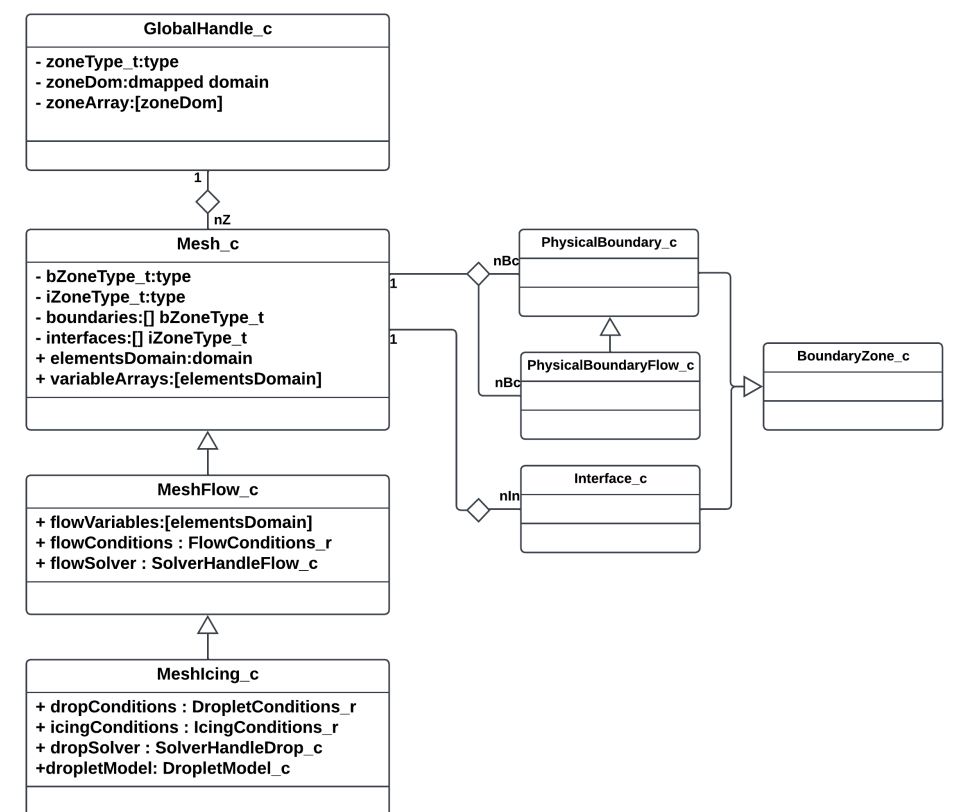 GlobalHandle_c
- zoneType_t:type
- zoneDom:dmapped domain
- zoneArray:[zoneDom]
1
nZ
Mesh_c
- bZoneType_t:type
- iZoneType_t:type
- boundaries:[] bZoneType_t
- interfaces:[] iZoneType_t
+ elementsDomain:domain
+ variableArrays:[elementsDomain]
1
1
nBc
PhysicalBoundary_c
nBc
PhysicalBoundaryFlow_c
BoundaryZone_c
nIn
Interface_c
MeshFlow_c
+ flowVariables:[elementsDomain]
+ flowConditions : FlowConditions_r
+ flowSolver : SolverHandleFlow_c
MeshIcing_c
+ dropConditions : DropletConditions_r
+ icingConditions : IcingConditions_r
+ dropSolver : SolverHandleDrop_c
+dropletModel: DropletModel_c